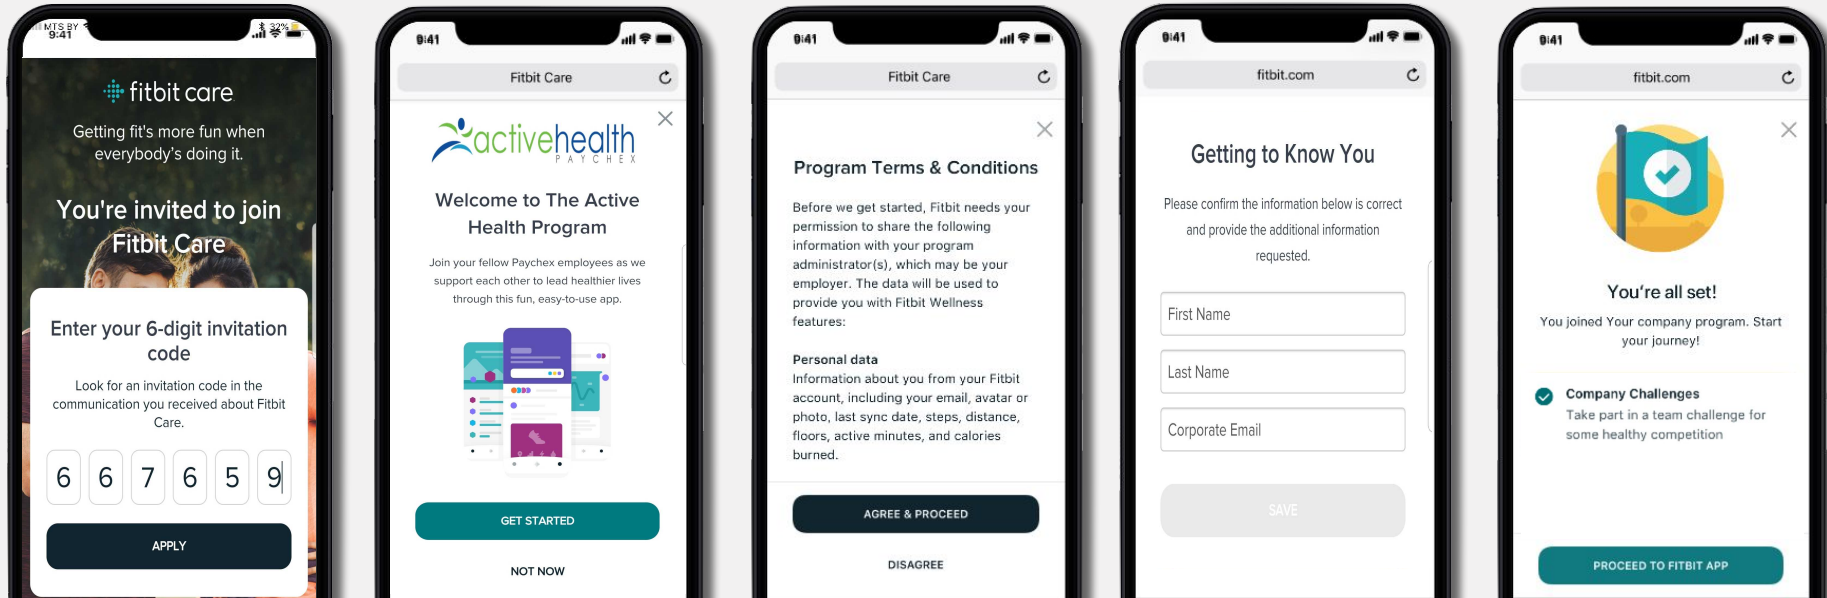 MTS BY
32%
9:41
fitbit care
Getting fit's more fun when
everybody's doing it.
You're invited to join
Fitbit Care
Enter your 6-digit invitation
code
Look for an invitation code in the
communication you received about Fitbit
Care.
6 6 7 6 5 9
APPLY
9:41
Fitbit Care
activehealth
PAYCHEX
Welcome to The Active
Health Program
Join your fellow Paychex employees as we
support each other to lead healthier lives
through this fun, easy-to-use app.
GET STARTED
NOT NOW
9:41
Fitbit Care
Program Terms & Conditions
Before we get started, Fitbit needs your
permission to share the following
information with your program
administrator(s), which may be your
employer. The data will be used to
provide you with Fitbit Wellness
features:
Personal data
Information about you from your Fitbit
account, including your email, avatar or
photo, last sync date, steps, distance,
floors, active minutes, and calories
burned.
AGREE & PROCEED
DISAGREE
9:41
fitbit.com
Getting to Know You
Please confirm the information below is correct
and provide the additional information
requested.
First Name
Last Name
Corporate Email
SAVE
9:41
fitbit.com
You're all set!
You joined Your company program. Start
your journey!
Company Challenges
Take part in a team challenge for
some healthy competition
PROCEED TO FITBIT APP